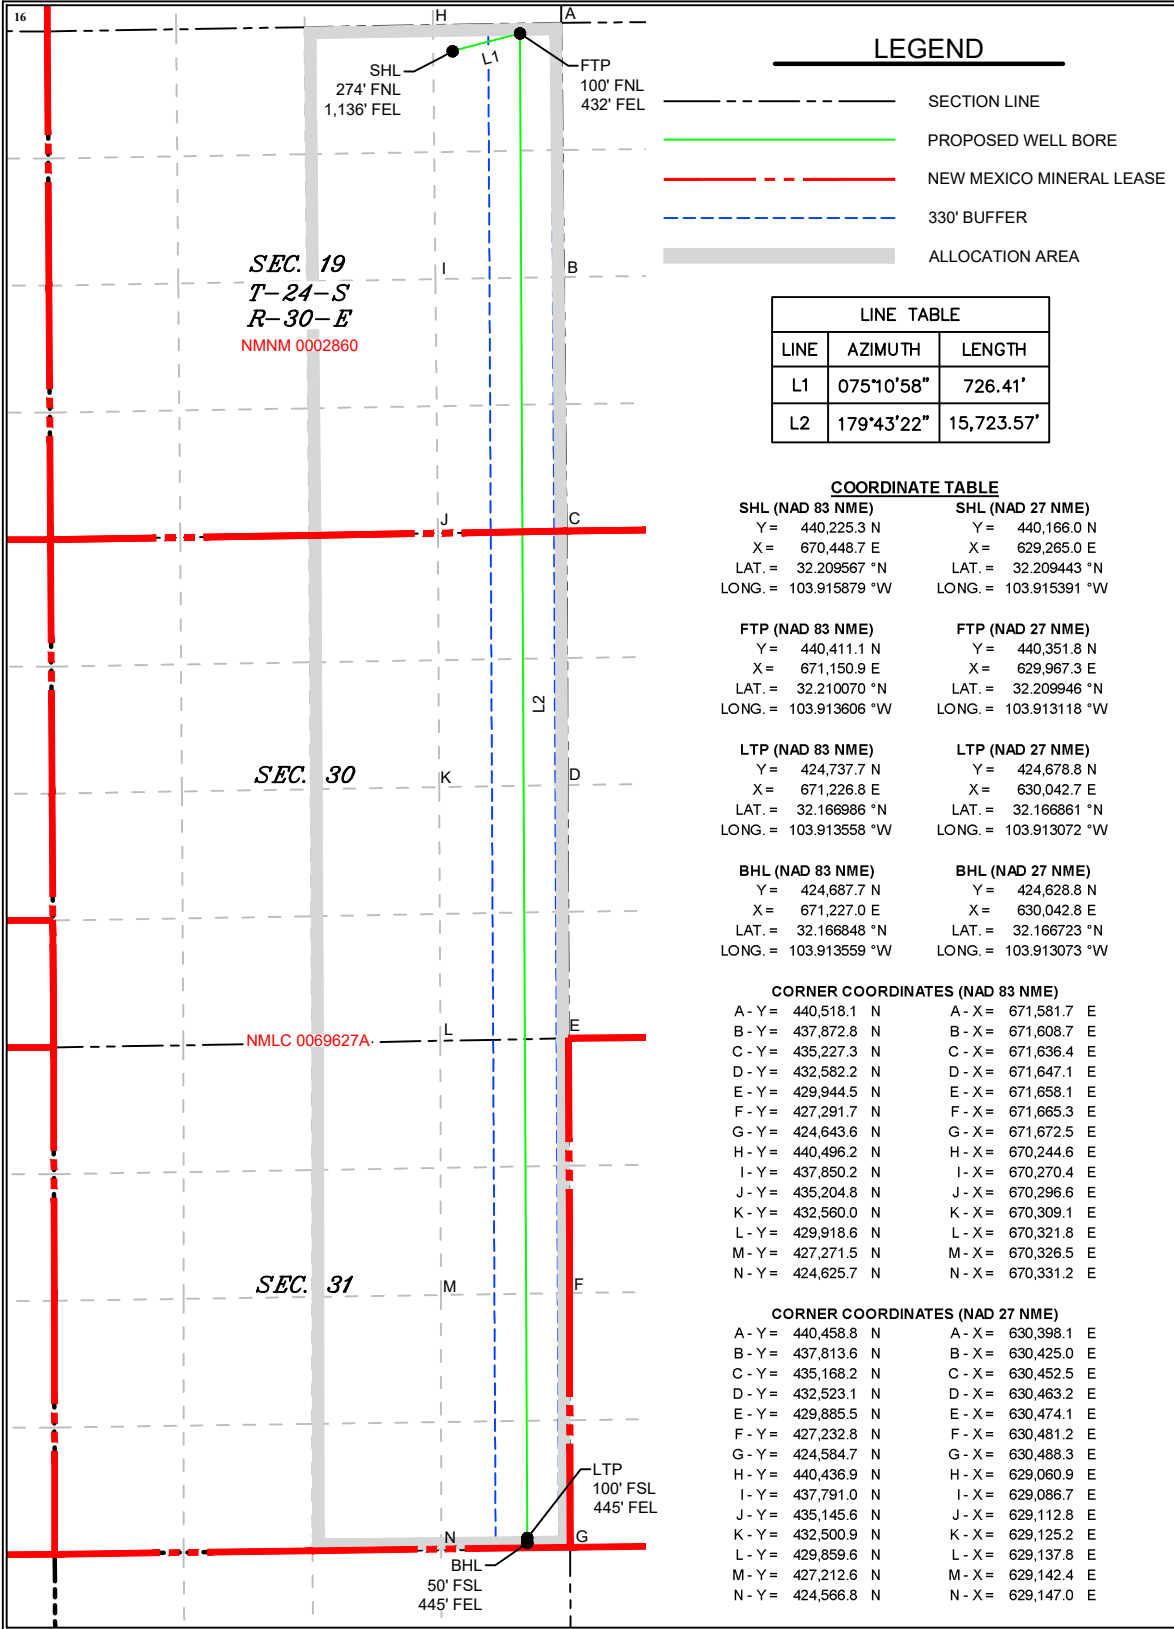 16
H
A
SHL
274' FNL
1,136' FEL
L1
FTP
100' FNL
432' FEL
SEC. 19
T-24-S
R-30-E
NMNM 0002860
I
B
J
C
L2
SEC. 30
K
D
NMLC 0069627A
L
E
SEC. 31
M
F
LTP
100' FSL
445' FEL
N
G
BHL
50' FSL
445' FEL
LEGEND
SECTION LINE
PROPOSED WELL BORE
NEW MEXICO MINERAL LEASE
330' BUFFER
ALLOCATION AREA
LINE TABLE
LINE AZIMUTH LENGTH
L1 075°10'58" 726.41'
L2 179°43'22" 15,723.57'
COORDINATE TABLE
SHL (NAD 83 NME) SHL (NAD 27 NME)
Y = 440,225.3 N Y = 440,166.0 N
X = 670,448.7 E X = 629,265.0 E
LAT. = 32.209567 °N LAT. = 32.209443 °N
LONG. = 103.915879 °W LONG. = 103.915391 °W
FTP (NAD 83 NME) FTP (NAD 27 NME)
Y = 440,411.1 N Y = 440,351.8 N
X = 671,150.9 E X = 629,967.3 E
LAT. = 32.210070 °N LAT. = 32.209946 °N
LONG. = 103.913606 °W LONG. = 103.913118 °W
LTP (NAD 83 NME) LTP (NAD 27 NME)
Y = 424,737.7 N Y = 424,678.8 N
X = 671,226.8 E X = 630,042.7 E
LAT. = 32.166986 °N LAT. = 32.166861 °N
LONG. = 103.913558 °W LONG. = 103.913072 °W
BHL (NAD 83 NME) BHL (NAD 27 NME)
Y = 424,687.7 N Y = 424,628.8 N
X = 671,227.0 E X = 630,042.8 E
LAT. = 32.166848 °N LAT. = 32.166723 °N
LONG. = 103.913559 °W LONG. = 103.913073 °W
CORNER COORDINATES (NAD 83 NME)
A - Y = 440,518.1 N A - X = 671,581.7 E
B - Y = 437,872.8 N B - X = 671,608.7 E
C - Y = 435,227.3 N C - X = 671,636.4 E
D - Y = 432,582.2 N D - X = 671,647.1 E
E - Y = 429,944.5 N E - X = 671,658.1 E
F - Y = 427,291.7 N F - X = 671,665.3 E
G - Y = 424,643.6 N G - X = 671,672.5 E
H - Y = 440,496.2 N H - X = 670,244.6 E
I - Y = 437,850.2 N I - X = 670,270.4 E
J - Y = 435,204.8 N J - X = 670,296.6 E
K - Y = 432,560.0 N K - X = 670,309.1 E
L - Y = 429,918.6 N L - X = 670,321.8 E
M - Y = 427,271.5 N M - X = 670,326.5 E
N - Y = 424,625.7 N N - X = 670,331.2 E
CORNER COORDINATES (NAD 27 NME)
A - Y = 440,458.8 N A - X = 630,398.1 E
B - Y = 437,813.6 N B - X = 630,425.0 E
C - Y = 435,168.2 N C - X = 630,452.5 E
D - Y = 432,523.1 N D - X = 630,463.2 E
E - Y = 429,885.5 N E - X = 630,474.1 E
F - Y = 427,232.8 N F - X = 630,481.2 E
G - Y = 424,584.7 N G - X = 630,488.3 E
H - Y = 440,436.9 N H - X = 629,060.9 E
I - Y = 437,791.0 N I - X = 629,086.7 E
J - Y = 435,145.6 N J - X = 629,112.8 E
K - Y = 432,500.9 N K - X = 629,125.2 E
L - Y = 429,859.6 N L - X = 629,137.8 E
M - Y = 427,212.6 N M - X = 629,142.4 E
N - Y = 424,566.8 N N - X = 629,147.0 E